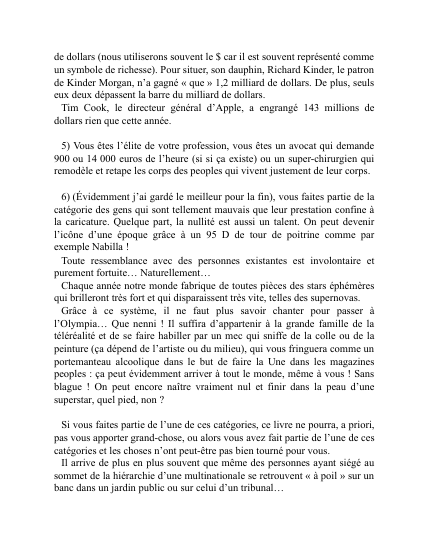 de dollars (nous utiliserons souvent le $ car il est souvent représenté comme
un symbole de richesse). Pour situer, son dauphin, Richard Kinder, le patron
de Kinder Morgan, n’a gagné « que » 1,2 milliard de dollars. De plus, seuls
eux deux dépassent la barre du milliard de dollars.
Tim Cook, le directeur général d’Apple, a engrangé 143 millions de
dollars rien que cette année.
5) Vous êtes l’élite de votre profession, vous êtes un avocat qui demande
900 ou 14 000 euros de l’heure (si si ça existe) ou un super-chirurgien qui
remodèle et retape les corps des peoples qui vivent justement de leur corps.
6) (Évidemment j’ai gardé le meilleur pour la fin), vous faites partie de la
catégorie des gens qui sont tellement mauvais que leur prestation confine à
la caricature. Quelque part, la nullité est aussi un talent. On peut devenir
l’icône d’une époque grâce à un 95 D de tour de poitrine comme par
exemple Nabilla !
Toute ressemblance avec des personnes existantes est involontaire et
purement fortuite… Naturellement…
Chaque année notre monde fabrique de toutes pièces des stars éphémères
qui brilleront très fort et qui disparaissent très vite, telles des supernovas.
Grâce à ce système, il ne faut plus savoir chanter pour passer à
l’Olympia… Que nenni ! Il suffira d’appartenir à la grande famille de la
téléréalité et de se faire habiller par un mec qui sniffe de la colle ou de la
peinture (ça dépend de l’artiste ou du milieu), qui vous fringuera comme un
portemanteau alcoolique dans le but de faire la Une dans les magazines
peoples : ça peut évidemment arriver à tout le monde, même à vous ! Sans
blague ! On peut encore naître vraiment nul et finir dans la peau d’une
superstar, quel pied, non ?
Si vous faites partie de l’une de ces catégories, ce livre ne pourra, a priori,
pas vous apporter grand-chose, ou alors vous avez fait partie de l’une de ces
catégories et les choses n’ont peut-être pas bien tourné pour vous.
Il arrive de plus en plus souvent que même des personnes ayant siégé au
sommet de la hiérarchie d’une multinationale se retrouvent « à poil » sur un
banc dans un jardin public ou sur celui d’un tribunal…